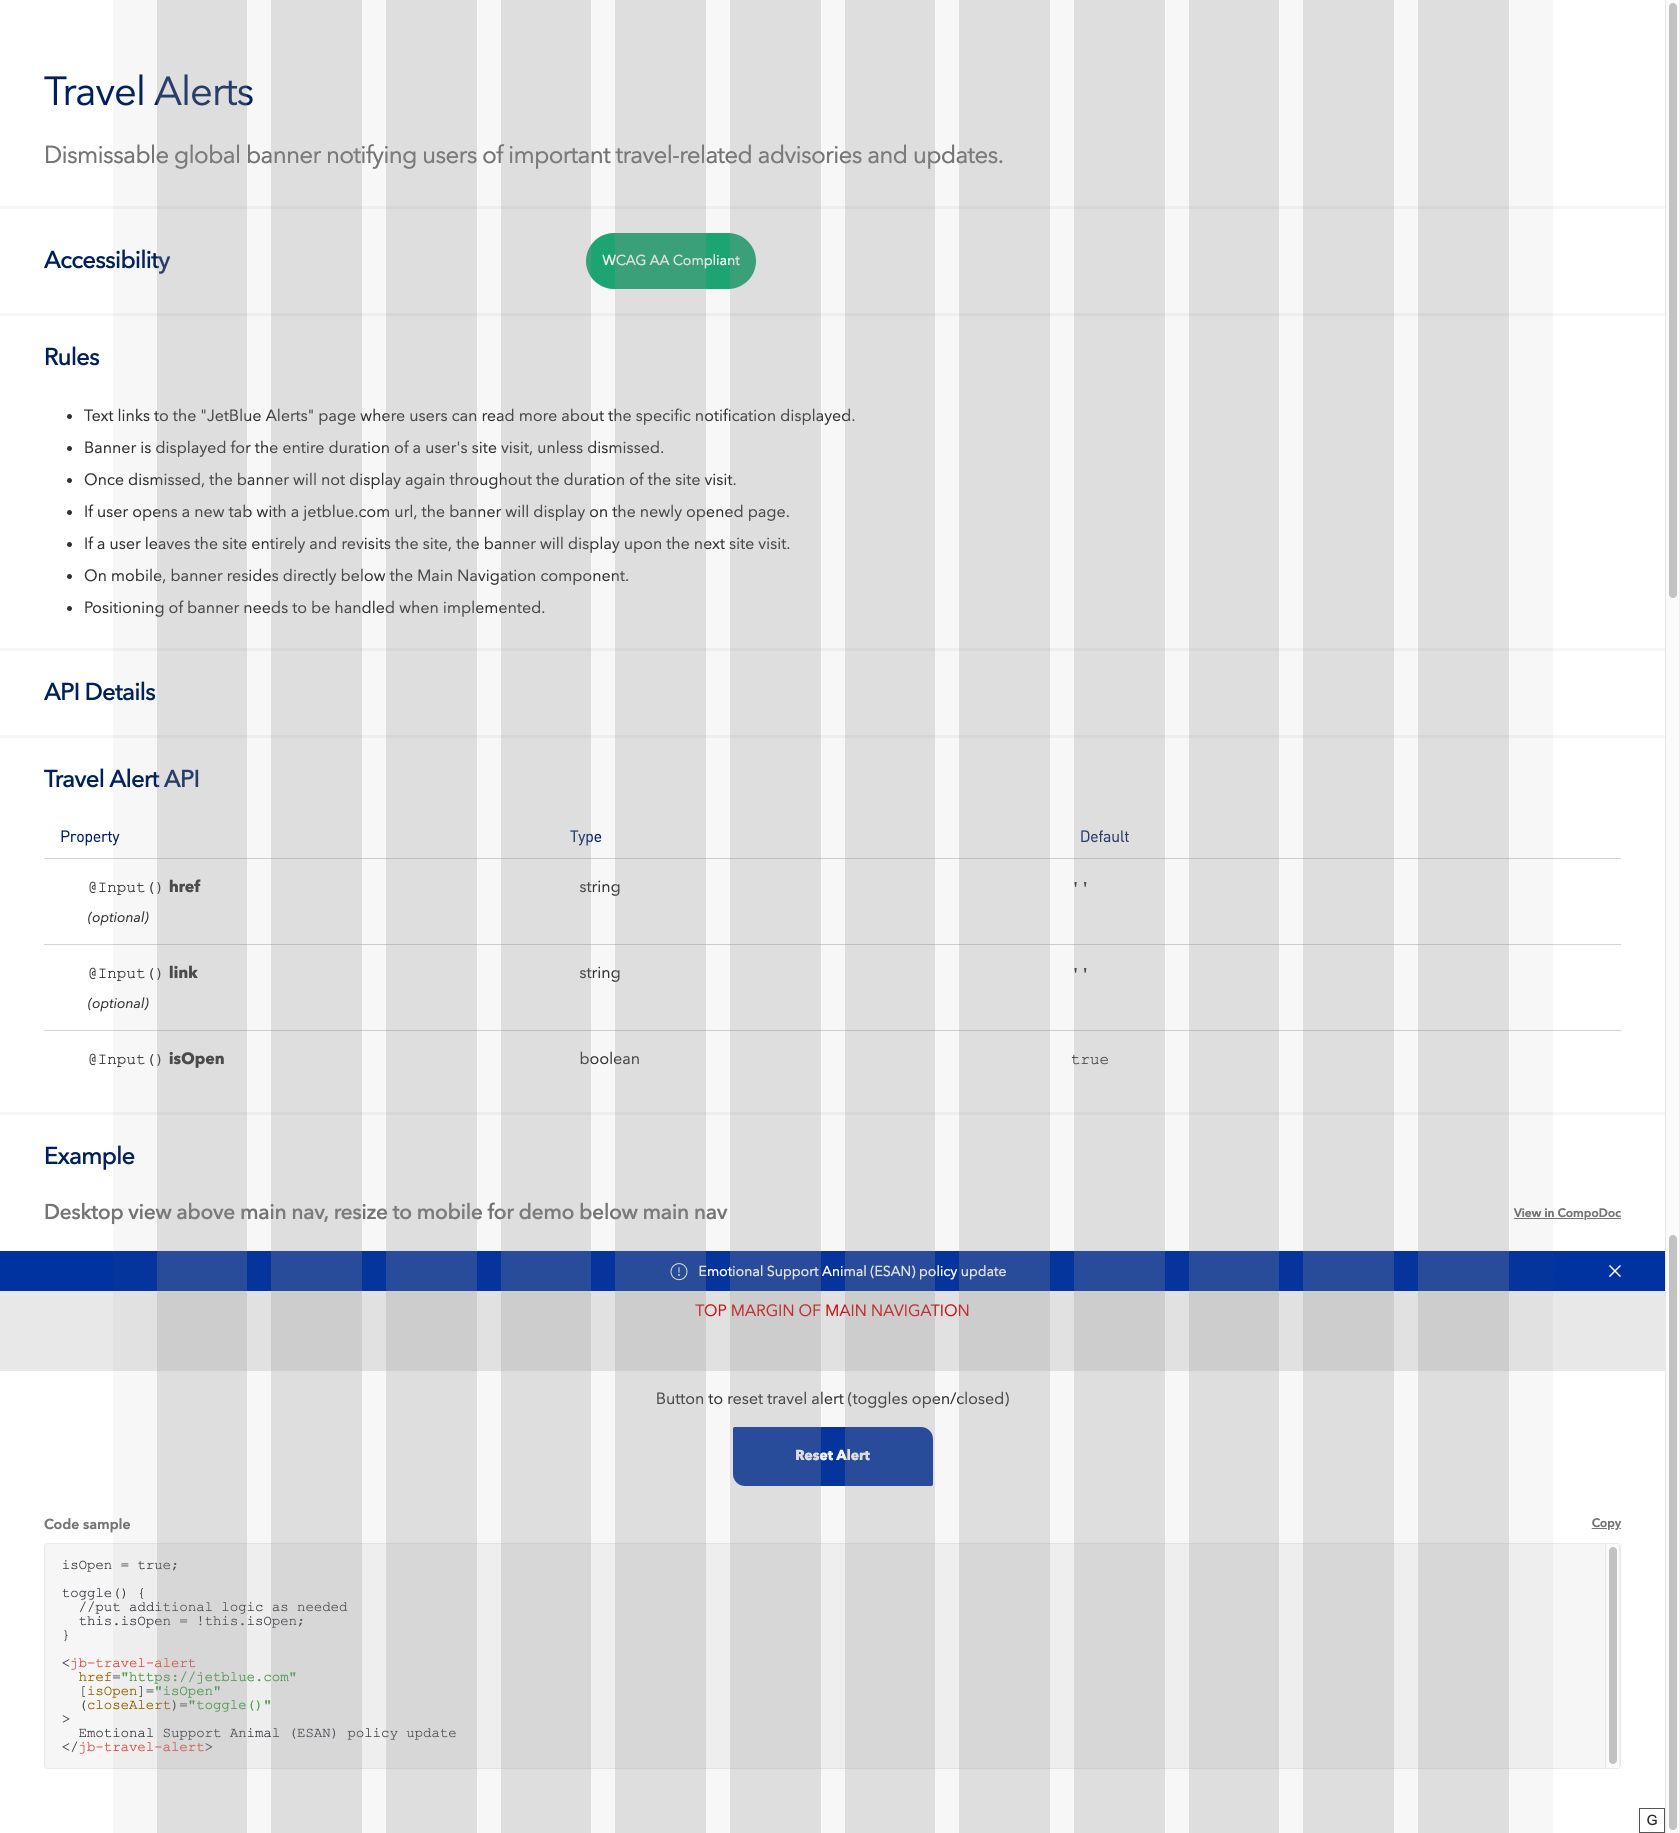 Travel Alerts
Dismissable global banner notifying users of important travel-related advisories and updates.
Accessibility
WCAG AA Compliant
Rules
• Text links to the "JetBlue Alerts" page where users can read more about the specific notification displayed.
• Banner is displayed for the entire duration of a user's site visit, unless dismissed.
• Once dismissed, the banner will not display again throughout the duration of the site visit.
• If user opens a new tab with a jetblue.com url, the banner will display on the newly opened page.
• If a user leaves the site entirely and revisits the site, the banner will display upon the next site visit.
• On mobile, banner resides directly below the Main Navigation component.
• Positioning of banner needs to be handled when implemented.
API Details
Travel Alert API
Property Type Default
@Input() href string ''
(optional)
@Input() link string ''
(optional)
@Input() isOpen boolean true
Example
Desktop view above main nav, resize to mobile for demo below main nav
View in CompoDoc
Emotional Support Animal (ESAN) policy update
TOP MARGIN OF MAIN NAVIGATION
Button to reset travel alert (toggles open/closed)
Reset Alert
Code sample
Copy
isOpen = true;
toggle() {
  //put additional logic as needed
  this.isOpen = !this.isOpen;
}
<jb-travel-alert
  href="https://jetblue.com"
  [isOpen]="isOpen"
  (closeAlert)="toggle()"
>
  Emotional Support Animal (ESAN) policy update
</jb-travel-alert>
G